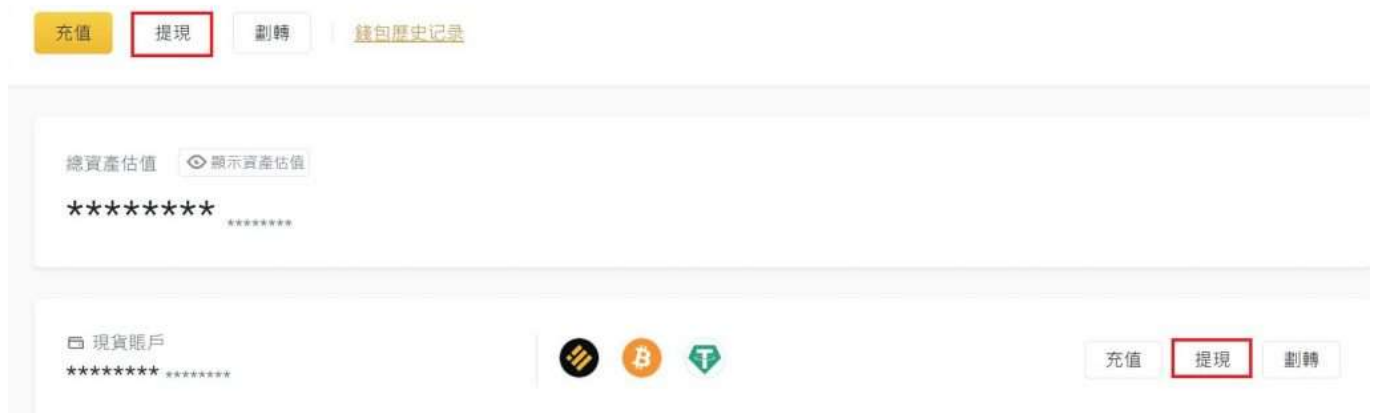 充值 提現 劃轉 錢包歷史记录
總資產估值 顯示資產估值
******** ********
現貨賬戶
******** ********
充值 提現 劃轉